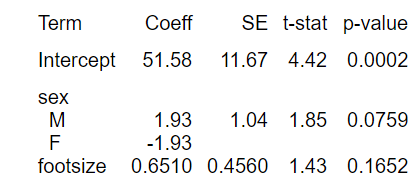 Term Coeff SE t-stat p-value
Intercept 51.58 11.67 4.42 0.0002
sex
M 1.93 1.04 1.85 0.0759
F -1.93
footsize 0.6510 0.4560 1.43 0.1652